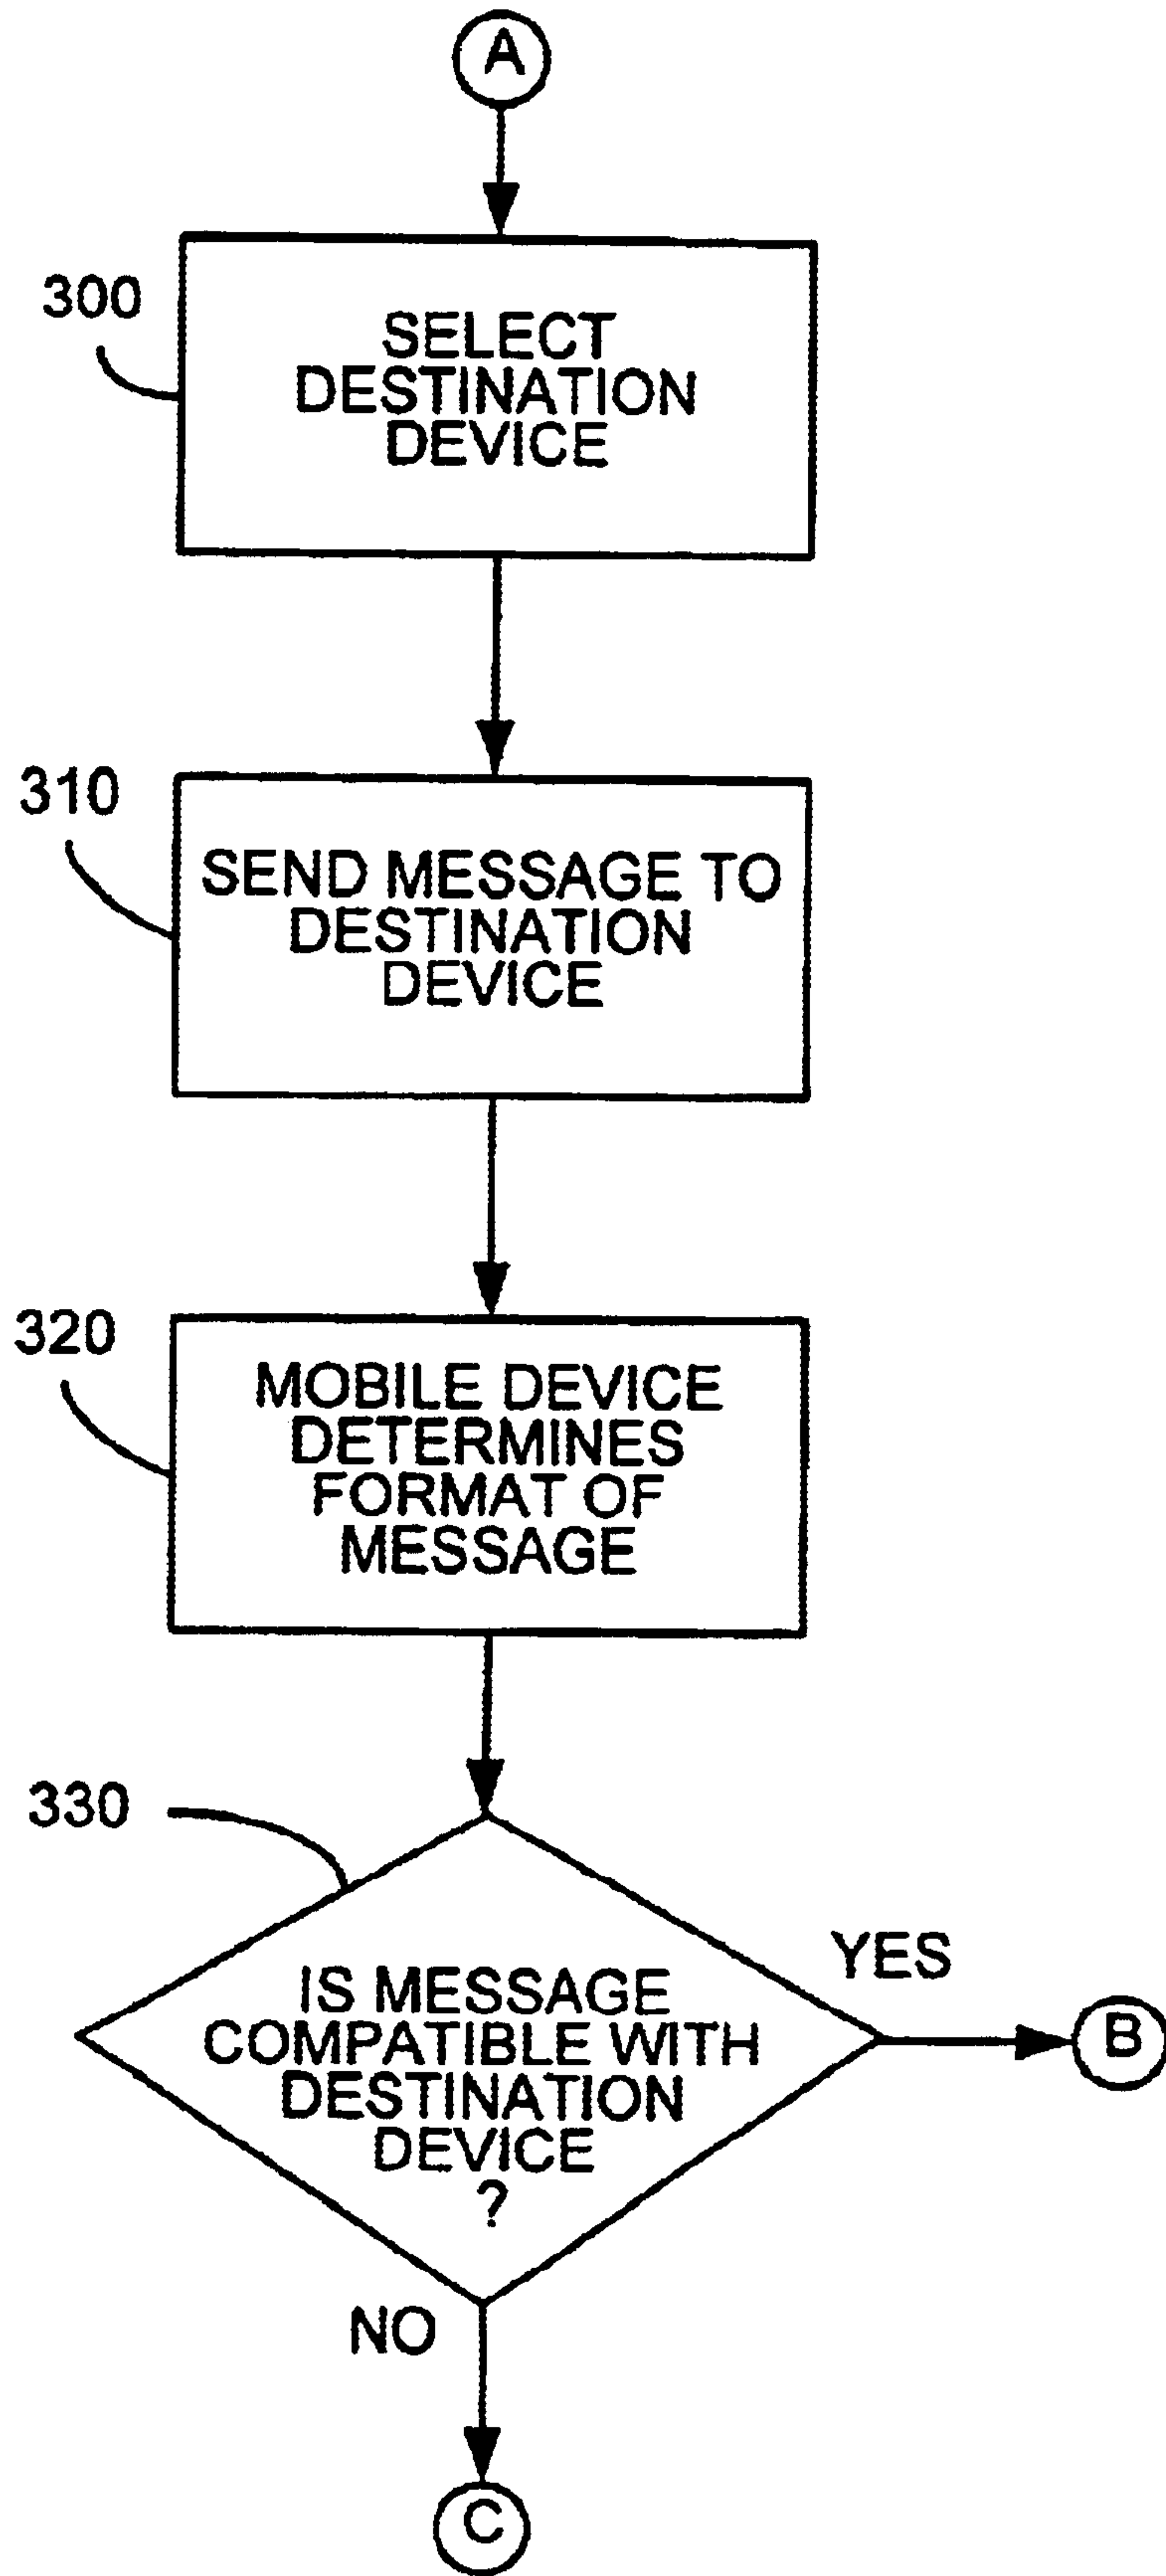 A
300
SELECT
DESTINATION
DEVICE
310
SEND MESSAGE TO
DESTINATION
DEVICE
320
MOBILE DEVICE
DETERMINES
FORMAT OF
MESSAGE
330
IS MESSAGE
COMPATIBLE WITH
DESTINATION
DEVICE
?
YES
B
NO
C